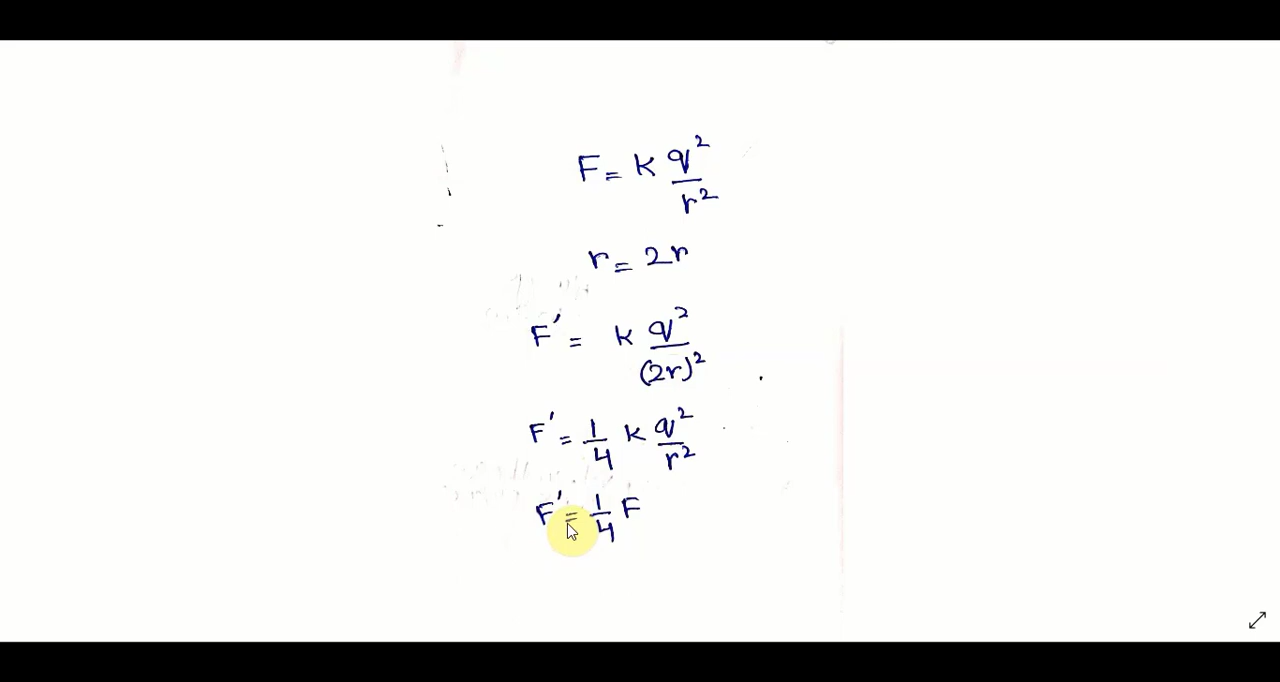 F = k q²/r²
r = 2r
F' = k q²/(2r)²
F' = 1/4 k q²/r²
F' = 1/4 F